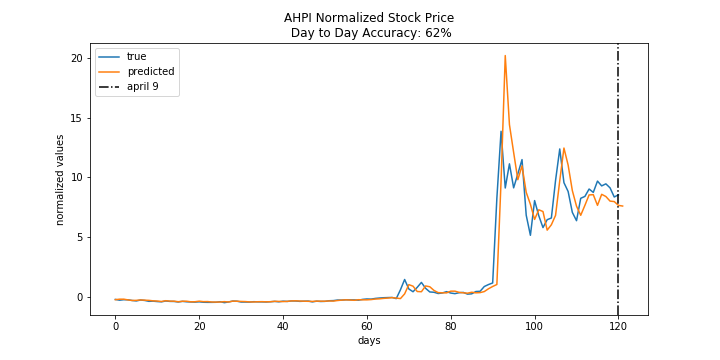 AHPI Normalized Stock Price
Day to Day Accuracy: 62%
true
predicted
april 9
normalized values
20
15
10
5
0
0
20
40
60
80
100
120
days